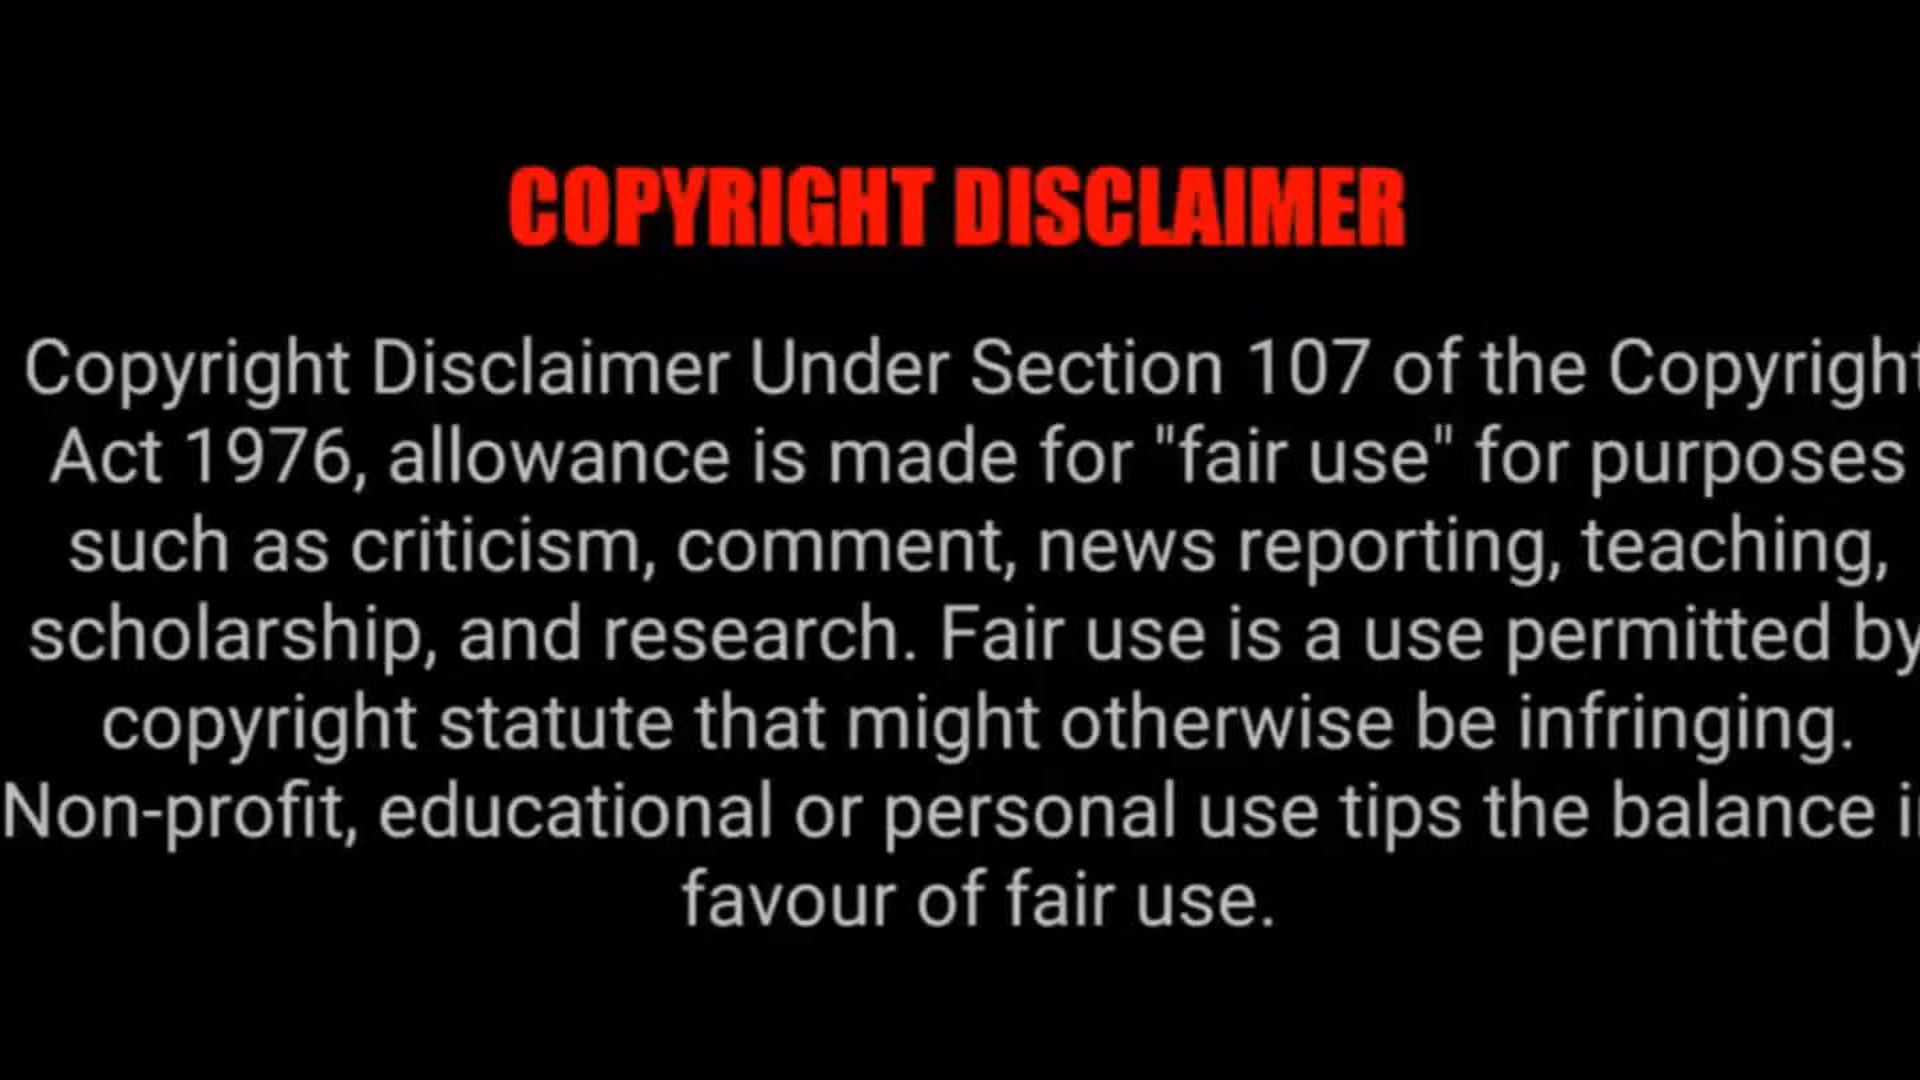 COPYRIGHT DISCLAIMER
Copyright Disclaimer Under Section 107 of the Copyright
Act 1976, allowance is made for "fair use" for purposes
such as criticism, comment, news reporting, teaching,
scholarship, and research. Fair use is a use permitted by
copyright statute that might otherwise be infringing.
Non-profit, educational or personal use tips the balance i
favour of fair use.